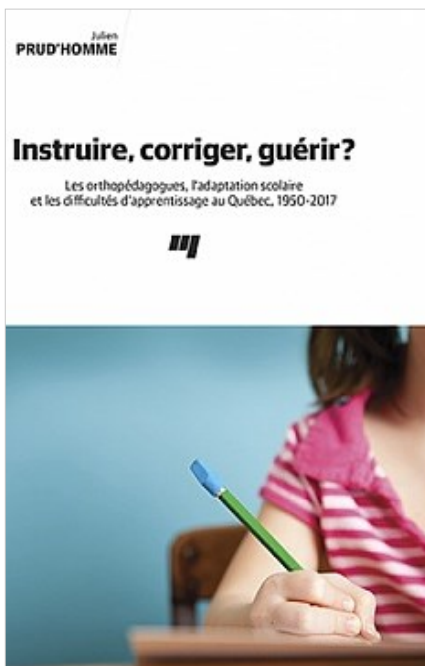 Julien
PRUD'HOMME
Instruire, corriger, guérir?
Les orthopédagogues, l'adaptation scolaire
et les difficultés d'apprentissage au Québec, 1950-2017